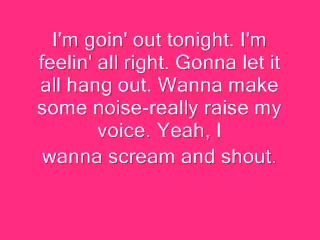 I'm goin' out tonight. I'm
feelin' all right. Gonna let it
all hang out. Wanna make
some noise-really raise my
voice. Yeah, I
wanna scream and shout.